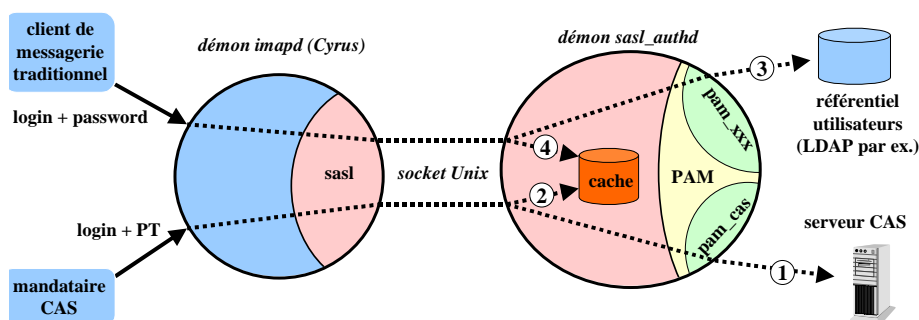 client de
messagerie
traditionnel
démon imapd (Cyrus)
démon sasl_authd
login + password
sasl
socket Unix
4
2
cache
PAM
pam_xxx
pam_cas
3
référentiel
utilisateurs
(LDAP par ex.)
login + PT
mandataire
CAS
1
serveur CAS